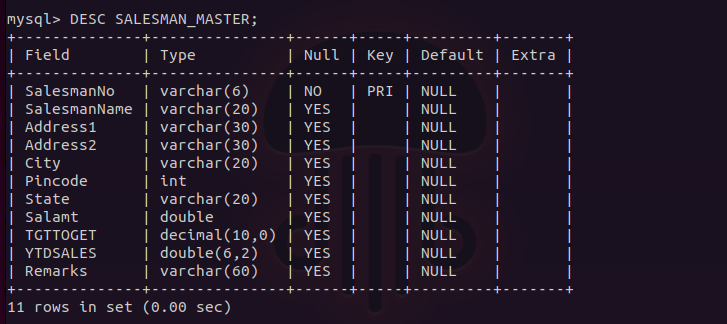 mysql> DESC SALESMAN_MASTER;
+--------------+---------------+------+-----+---------+-------+
| Field        | Type          | Null | Key | Default | Extra |
+--------------+---------------+------+-----+---------+-------+
| SalesmanNo   | varchar(6)    | NO   | PRI | NULL    |       |
| SalesmanName | varchar(20)   | YES  |     | NULL    |       |
| Address1     | varchar(30)   | YES  |     | NULL    |       |
| Address2     | varchar(30)   | YES  |     | NULL    |       |
| City         | varchar(20)   | YES  |     | NULL    |       |
| Pincode      | int           | YES  |     | NULL    |       |
| State        | varchar(20)   | YES  |     | NULL    |       |
| Salamt       | double        | YES  |     | NULL    |       |
| TGTTOGET     | decimal(10,0) | YES  |     | NULL    |       |
| YTDSALES     | double(6,2)   | YES  |     | NULL    |       |
| Remarks      | varchar(60)   | YES  |     | NULL    |       |
+--------------+---------------+------+-----+---------+-------+
11 rows in set (0.00 sec)